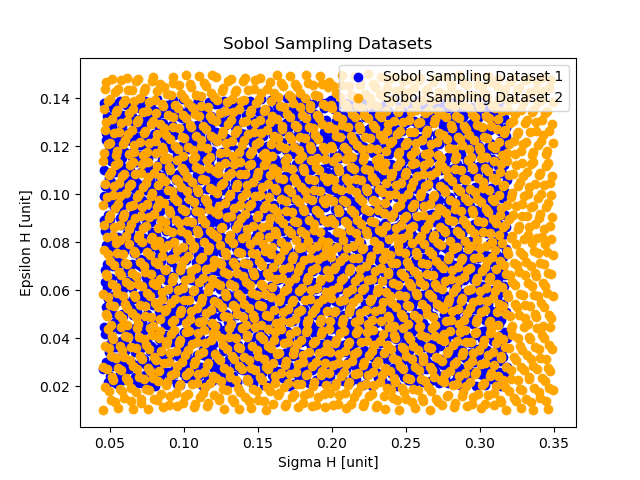 Sobol Sampling Datasets
Sobol Sampling Dataset 1
Sobol Sampling Dataset 2
Epsilon H [unit]
0.14
0.12
0.10
0.08
0.06
0.04
0.02
0.05 0.10 0.15 0.20 0.25 0.30 0.35
Sigma H [unit]